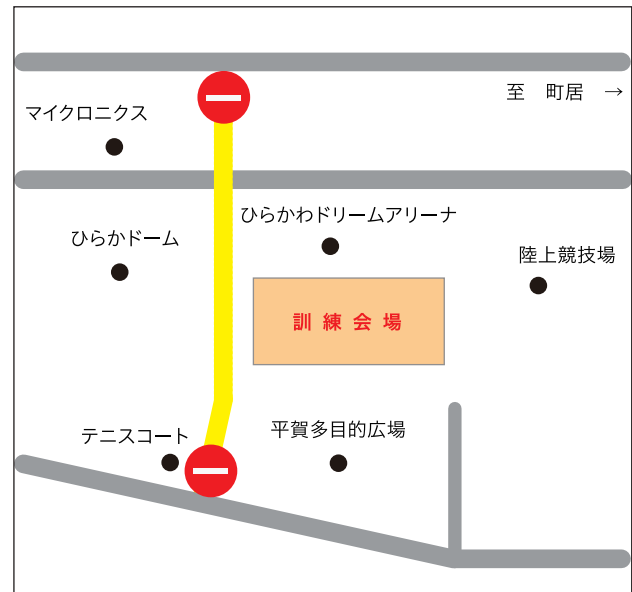 至　町居　→
マイクロニクス
ひらかわドリームアリーナ
ひらかドーム
陸上競技場
訓練会場
テニスコート
平賀多目的広場